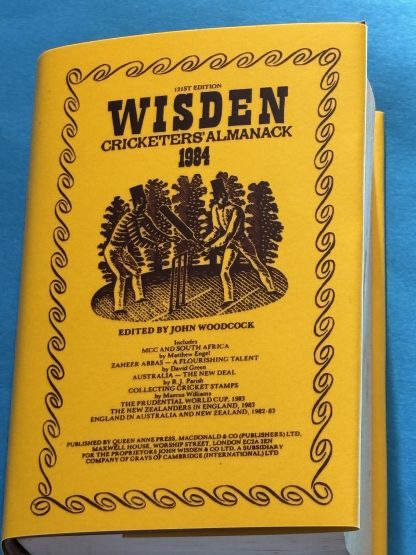 121ST EDITION
WISDEN
CRICKETERS' ALMANACK
1984
EDITED BY JOHN WOODCOCK
Includes
MCC AND SOUTH AFRICA
by Matthew Engel
ZAHEER ABBAS — A FLOURISHING TALENT
by David Green
AUSTRALIA — THE NEW DEAL
by R. J. Parish
COLLECTING CRICKET STAMPS
by Marcus Williams
THE PRUDENTIAL WORLD CUP, 1983
THE NEW ZEALANDERS IN ENGLAND, 1983
ENGLAND IN AUSTRALIA AND NEW ZEALAND, 1982-83
PUBLISHED BY QUEEN ANNE PRESS, MACDONALD & CO (PUBLISHERS) LTD,
MAXWELL HOUSE, WORSHIP STREET, LONDON EC2A 2EN
FOR THE PROPRIETORS JOHN WISDEN & CO LTD, A SUBSIDIARY
COMPANY OF GRAYS OF CAMBRIDGE (INTERNATIONAL) LTD